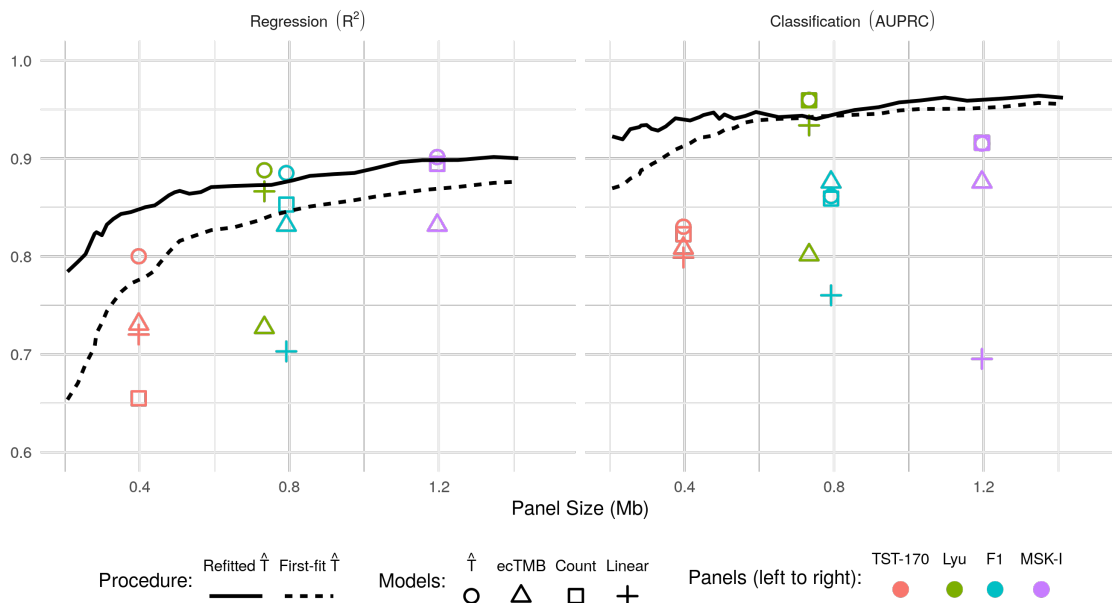 Regression (R²)
Classification (AUPRC)
1.0
0.9
0.8
0.7
0.6
0.4 0.8 1.2
0.4 0.8 1.2
Panel Size (Mb)
Procedure: Refitted T̂ First-fit T̂
Models: T̂ ecTMB Count Linear
Panels (left to right): TST-170 Lyu F1 MSK-I